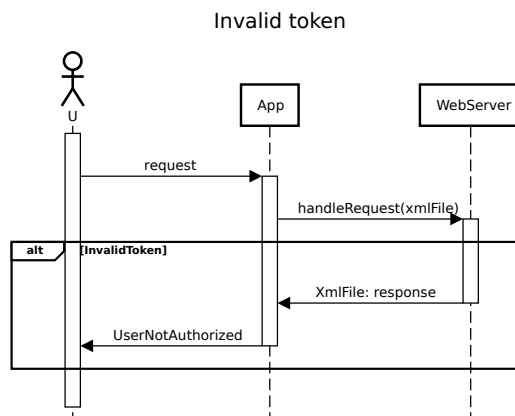 Invalid token
U
App
WebServer
request
handleRequest(xmlFile)
alt
[InvalidToken]
XmlFile: response
UserNotAuthorized